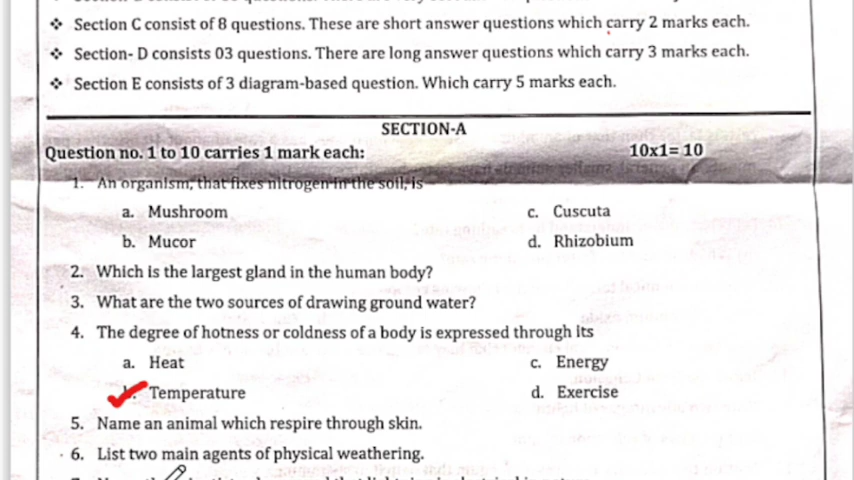 ❖ Section C consist of 8 questions. These are short answer questions which carry 2 marks each.
❖ Section- D consists 03 questions. There are long answer questions which carry 3 marks each.
❖ Section E consists of 3 diagram-based question. Which carry 5 marks each.
SECTION-A
Question no. 1 to 10 carries 1 mark each: 10x1= 10
1. An organism, that fixes nitrogen in the soil, is
a. Mushroom c. Cuscuta
b. Mucor d. Rhizobium
2. Which is the largest gland in the human body?
3. What are the two sources of drawing ground water?
4. The degree of hotness or coldness of a body is expressed through its
a. Heat c. Energy
Temperature d. Exercise
5. Name an animal which respire through skin.
6. List two main agents of physical weathering.